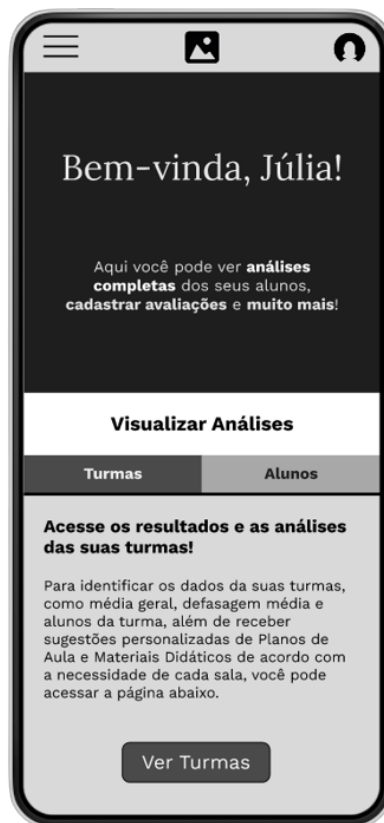 Bem-vinda, Júlia!
Aqui você pode ver análises
completas dos seus alunos,
cadastrar avaliações e muito mais!
Visualizar Análises
Turmas
Alunos
Acesse os resultados e as análises
das suas turmas!
Para identificar os dados da suas turmas,
como média geral, defasagem média e
alunos da turma, além de receber
sugestões personalizadas de Planos de
Aula e Materiais Didáticos de acordo com
a necessidade de cada sala, você pode
acessar a página abaixo.
Ver Turmas